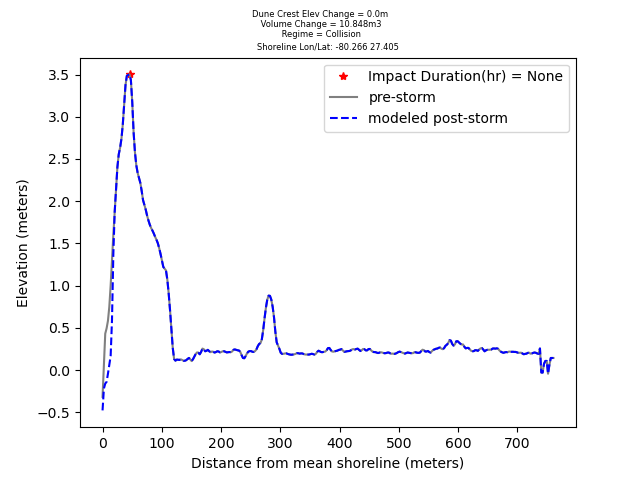 Dune Crest Elev Change = 0.0m
Volume Change = 10.848m3
Regime = Collision
Shoreline Lon/Lat: -80.266 27.405
Impact Duration(hr) = None
pre-storm
modeled post-storm
Elevation (meters)
3.5
3.0
2.5
2.0
1.5
1.0
0.5
0.0
−0.5
0 100 200 300 400 500 600 700
Distance from mean shoreline (meters)